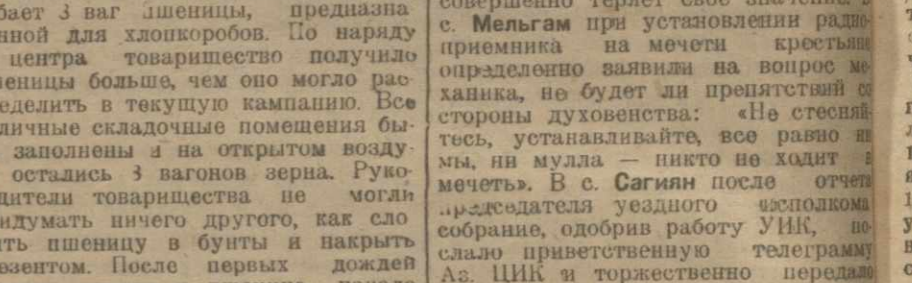 бает 3 ваг пшеницы, предназна
нной для хлопкоробов. По наряду
центра товарищество получило
еницы больше, чем оно могло рас-
еделить в текущую кампанию. Все
личные складочные помещения бы-
заполнены и на открытом возду-
остались 3 вагонов зерна. Руко-
дители товарищества не могли
идумать ничего другого, как сло
ть пшеницу в бунты и накрыть
езентом. После первых дождей
совершенно теряет свое
с. Мельгам при установлении радио-
приемника на мечети крестьяне
определенно заявили на вопрос ме-
ханика, не будет ли препятствий со
стороны духовенства: «Не стесняй-
тесь, устанавливайте, все равно ни
мы, ни мулла — никто не ходит в
мечеть». В с. Сагиян после отчета
председателя уездного исполкома
собрание, одобрив работу УИК, по-
слало приветственную телеграмму
Аз. ЦИК и торжественно передало